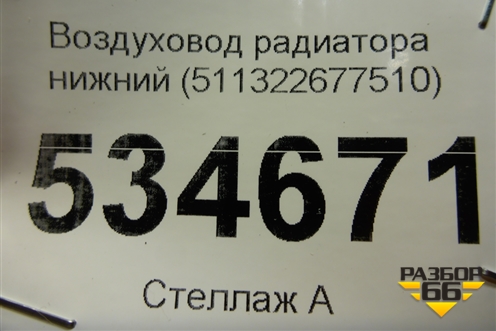 Воздуховод радиатора
нижний (511322677510)
534671
Стеллаж А
РАЗБОР
66